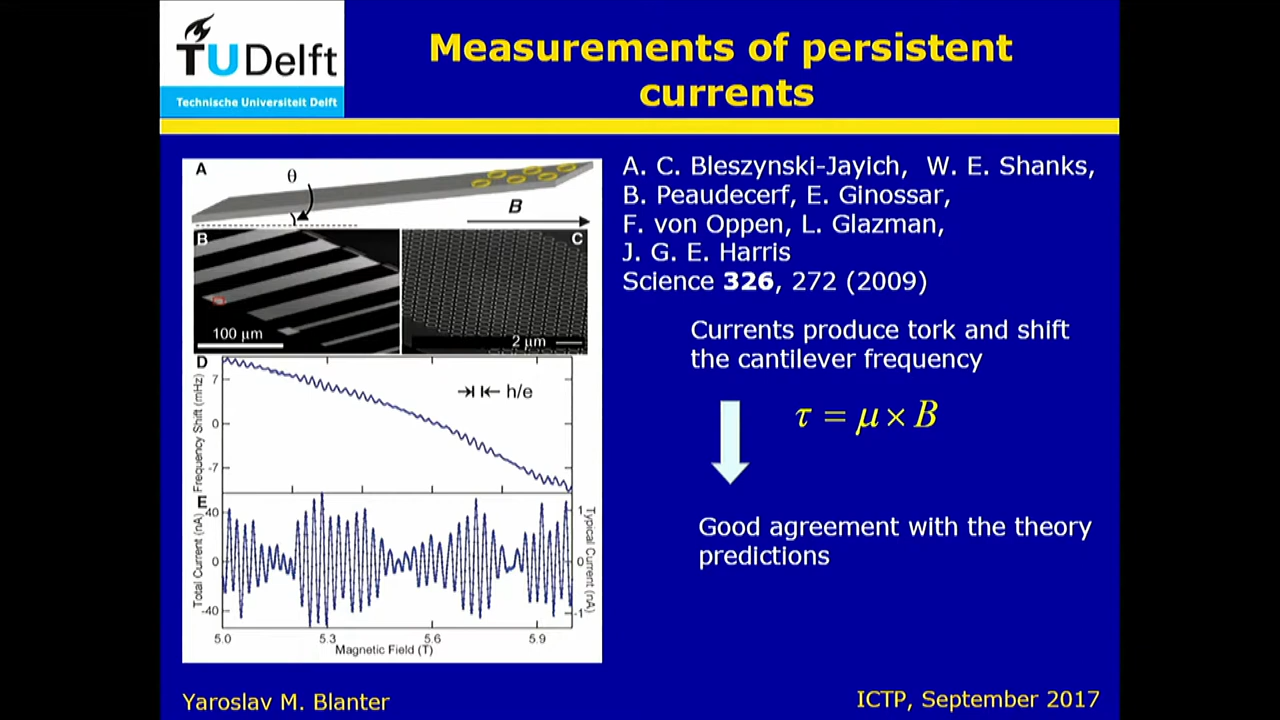 TU Delft
Technische Universiteit Delft
Measurements of persistent
currents
A
θ
B
B
C
100 μm
2 μm
D
Frequency Shift (mHz)
7
0
-7
h/e
E
Total Current (nA)
40
0
-40
Typical Current (nA)
1
0
-1
5.0
5.3
5.6
5.9
Magnetic Field (T)
A. C. Bleszynski-Jayich, W. E. Shanks,
B. Peaudecerf, E. Ginossar,
F. von Oppen, L. Glazman,
J. G. E. Harris
Science 326, 272 (2009)
Currents produce tork and shift
the cantilever frequency
τ = μ × B
Good agreement with the theory
predictions
Yaroslav M. Blanter
ICTP, September 2017